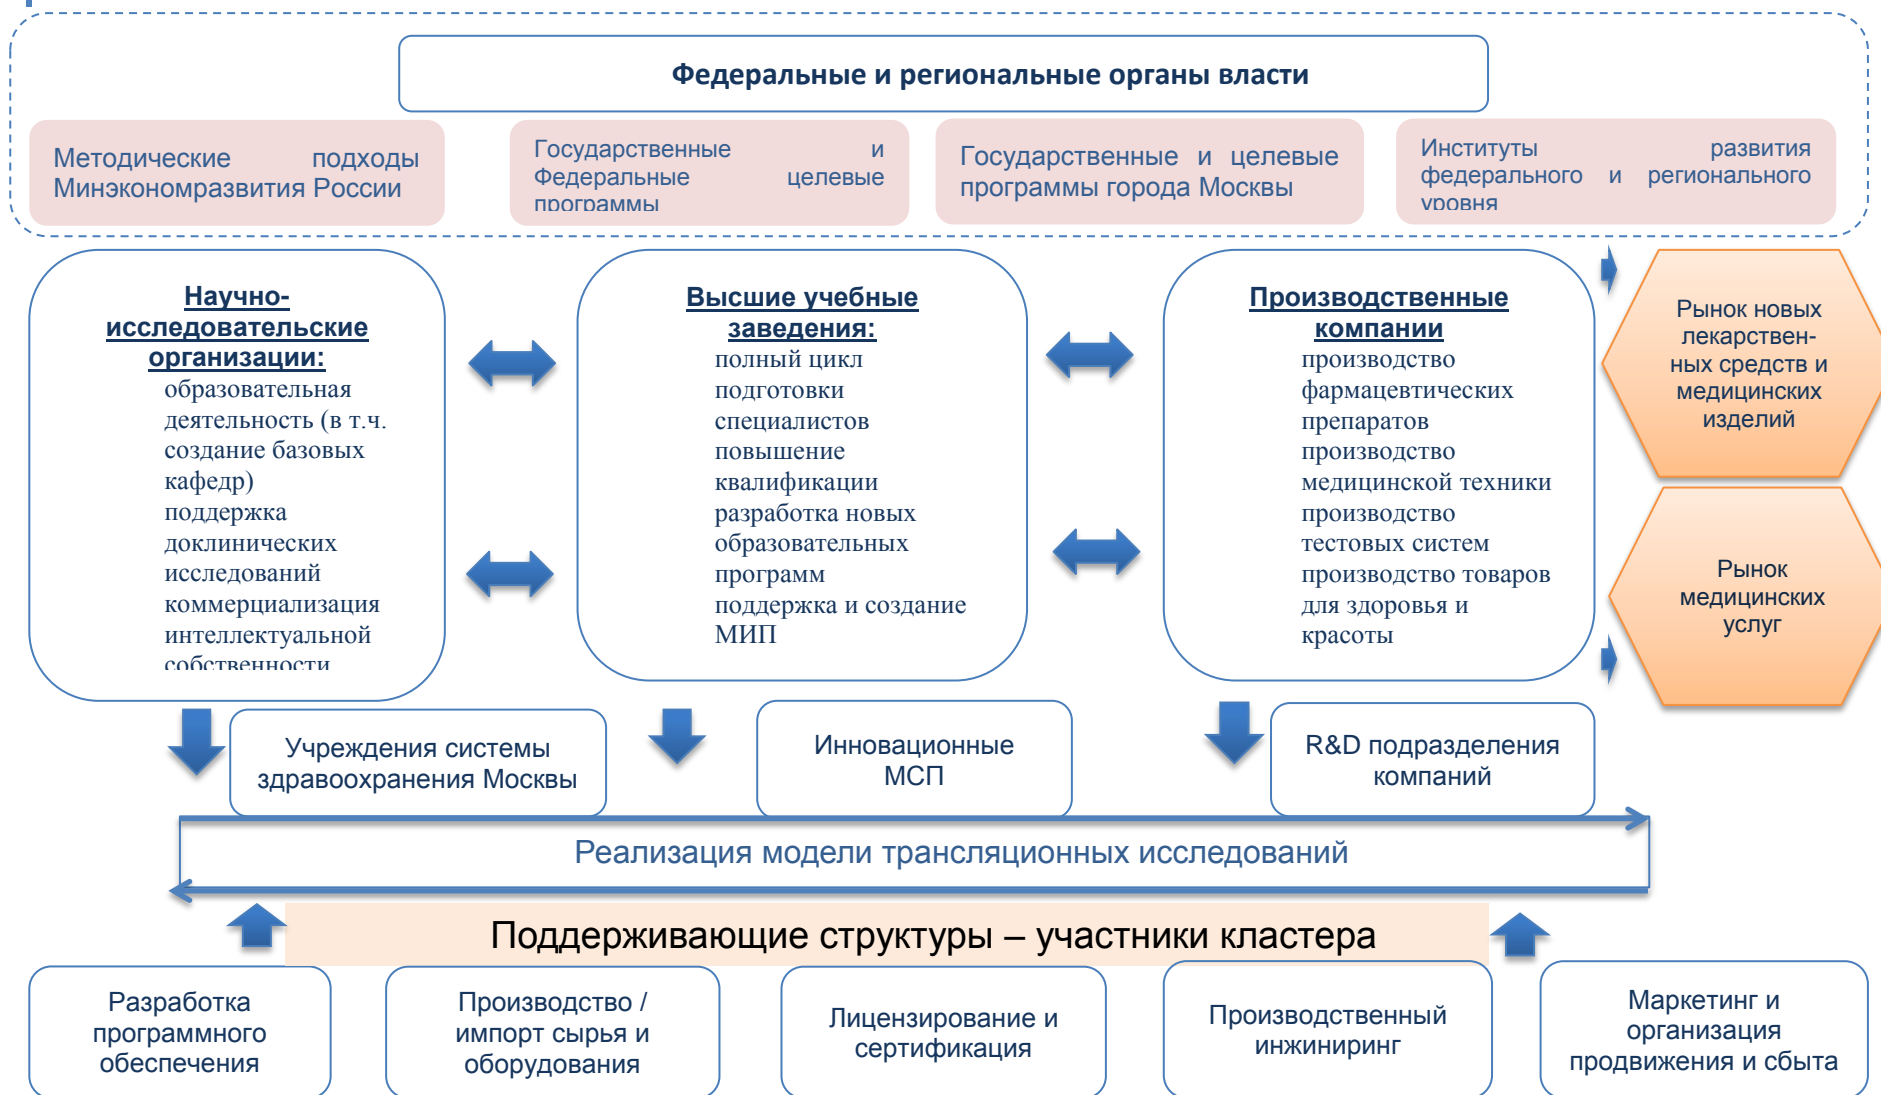 Федеральные и региональные органы власти
Методические подходы
Минэкономразвития России
Государственные и
Федеральные целевые
программы
Государственные и целевые
программы города Москвы
Институты развития
федерального и регионального
уровня
Научно-
исследовательские
организации:
образовательная
деятельность (в т.ч.
создание базовых
кафедр)
поддержка
доклинических
исследований
коммерциализация
интеллектуальной
собственности
Высшие учебные
заведения:
полный цикл
подготовки
специалистов
повышение
квалификации
разработка новых
образовательных
программ
поддержка и создание
МИП
Производственные
компании
производство
фармацевтических
препаратов
производство
медицинской техники
производство
тестовых систем
производство товаров
для здоровья и
красоты
Рынок новых
лекарствен-
ных средств и
медицинских
изделий
Рынок
медицинских
услуг
Учреждения системы
здравоохранения Москвы
Инновационные
МСП
R&D подразделения
компаний
Реализация модели трансляционных исследований
Поддерживающие структуры – участники кластера
Разработка
программного
обеспечения
Производство /
импорт сырья и
оборудования
Лицензирование и
сертификация
Производственный
инжиниринг
Маркетинг и
организация
продвижения и сбыта